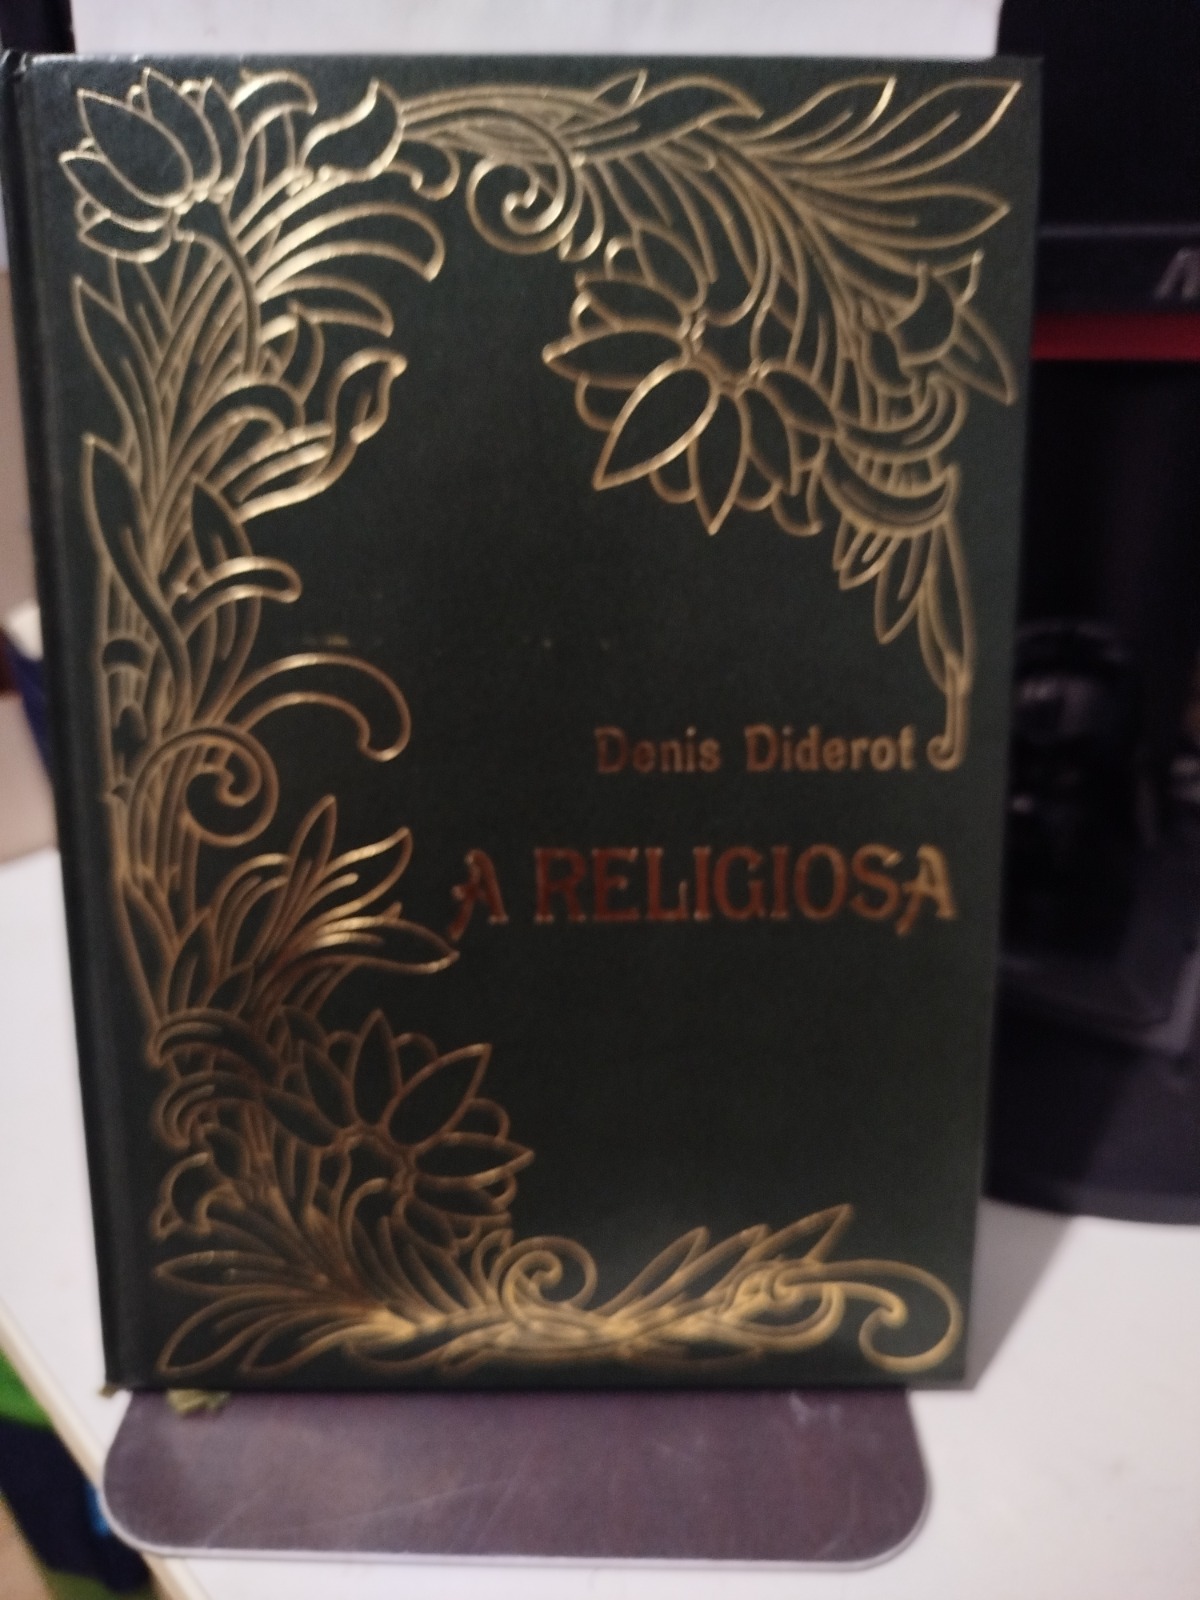 Denis Diderot
A RELIGIOSA